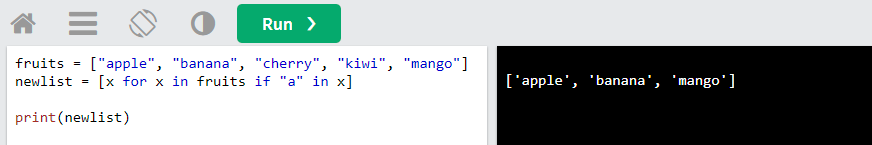 Run ❯
fruits = ["apple", "banana", "cherry", "kiwi", "mango"]
newlist = [x for x in fruits if "a" in x]
print(newlist)
['apple', 'banana', 'mango']